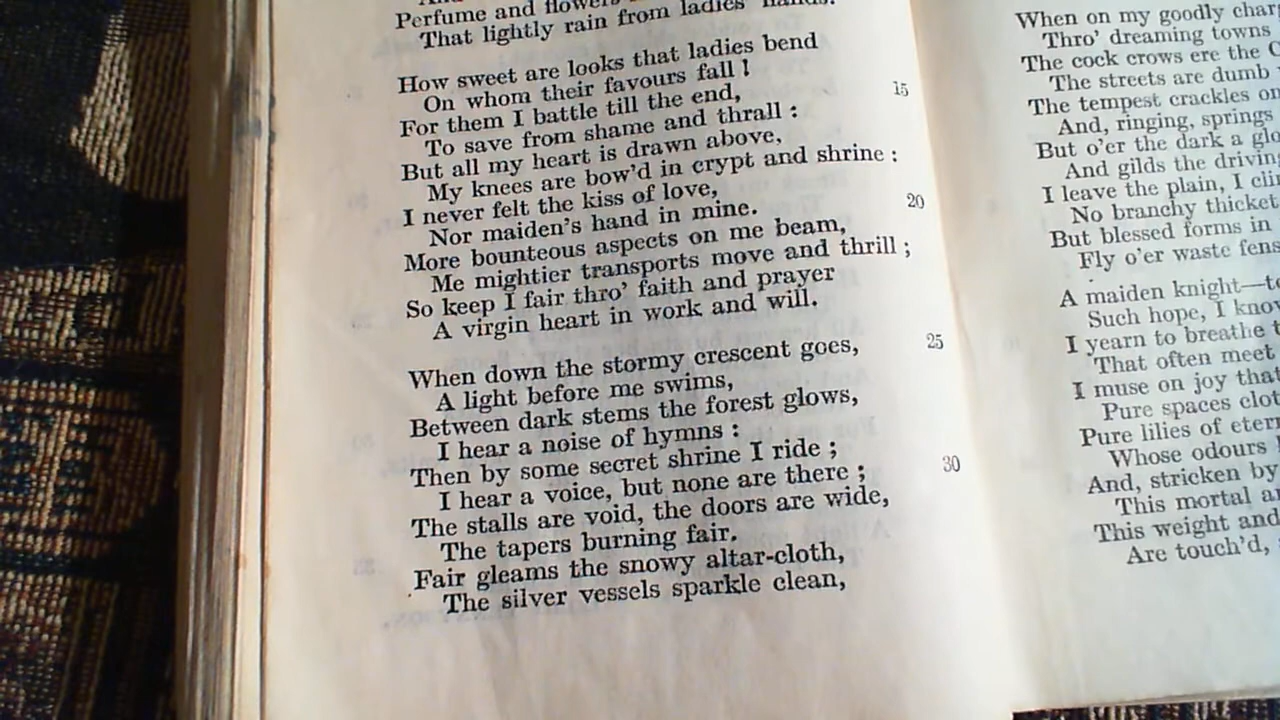 Perfume and flowers
That lightly rain from ladies' hands.
How sweet are looks that ladies bend
On whom their favours fall !
For them I battle till the end, 15
To save from shame and thrall :
But all my heart is drawn above,
My knees are bow'd in crypt and shrine :
I never felt the kiss of love,
Nor maiden's hand in mine. 20
More bounteous aspects on me beam,
Me mightier transports move and thrill ;
So keep I fair thro' faith and prayer
A virgin heart in work and will.
When down the stormy crescent goes, 25
A light before me swims,
Between dark stems the forest glows,
I hear a noise of hymns :
Then by some secret shrine I ride ;
I hear a voice, but none are there ; 30
The stalls are void, the doors are wide,
The tapers burning fair.
Fair gleams the snowy altar-cloth,
The silver vessels sparkle clean,
When on my goodly
Thro' dreaming towns
The cock crows ere the
The streets are dumb
The tempest crackles on
And, ringing, springs
But o'er the dark a
And gilds the
I leave the plain, I
No branchy thicket
But blessed forms in
Fly o'er waste
A maiden knight—
Such hope, I
I yearn to breathe
That often meet
I muse on joy that
Pure spaces
Pure lilies of
Whose odours
And, stricken by
This mortal
This weight and
Are touch'd,